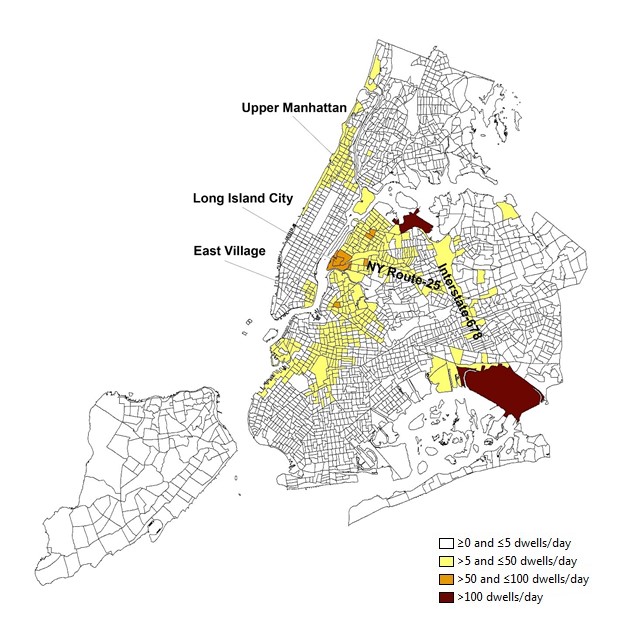 Upper Manhattan
Long Island City
East Village
NY Route-25
Interstate-678
≥0 and ≤5 dwells/day
>5 and ≤50 dwells/day
>50 and ≤100 dwells/day
>100 dwells/day